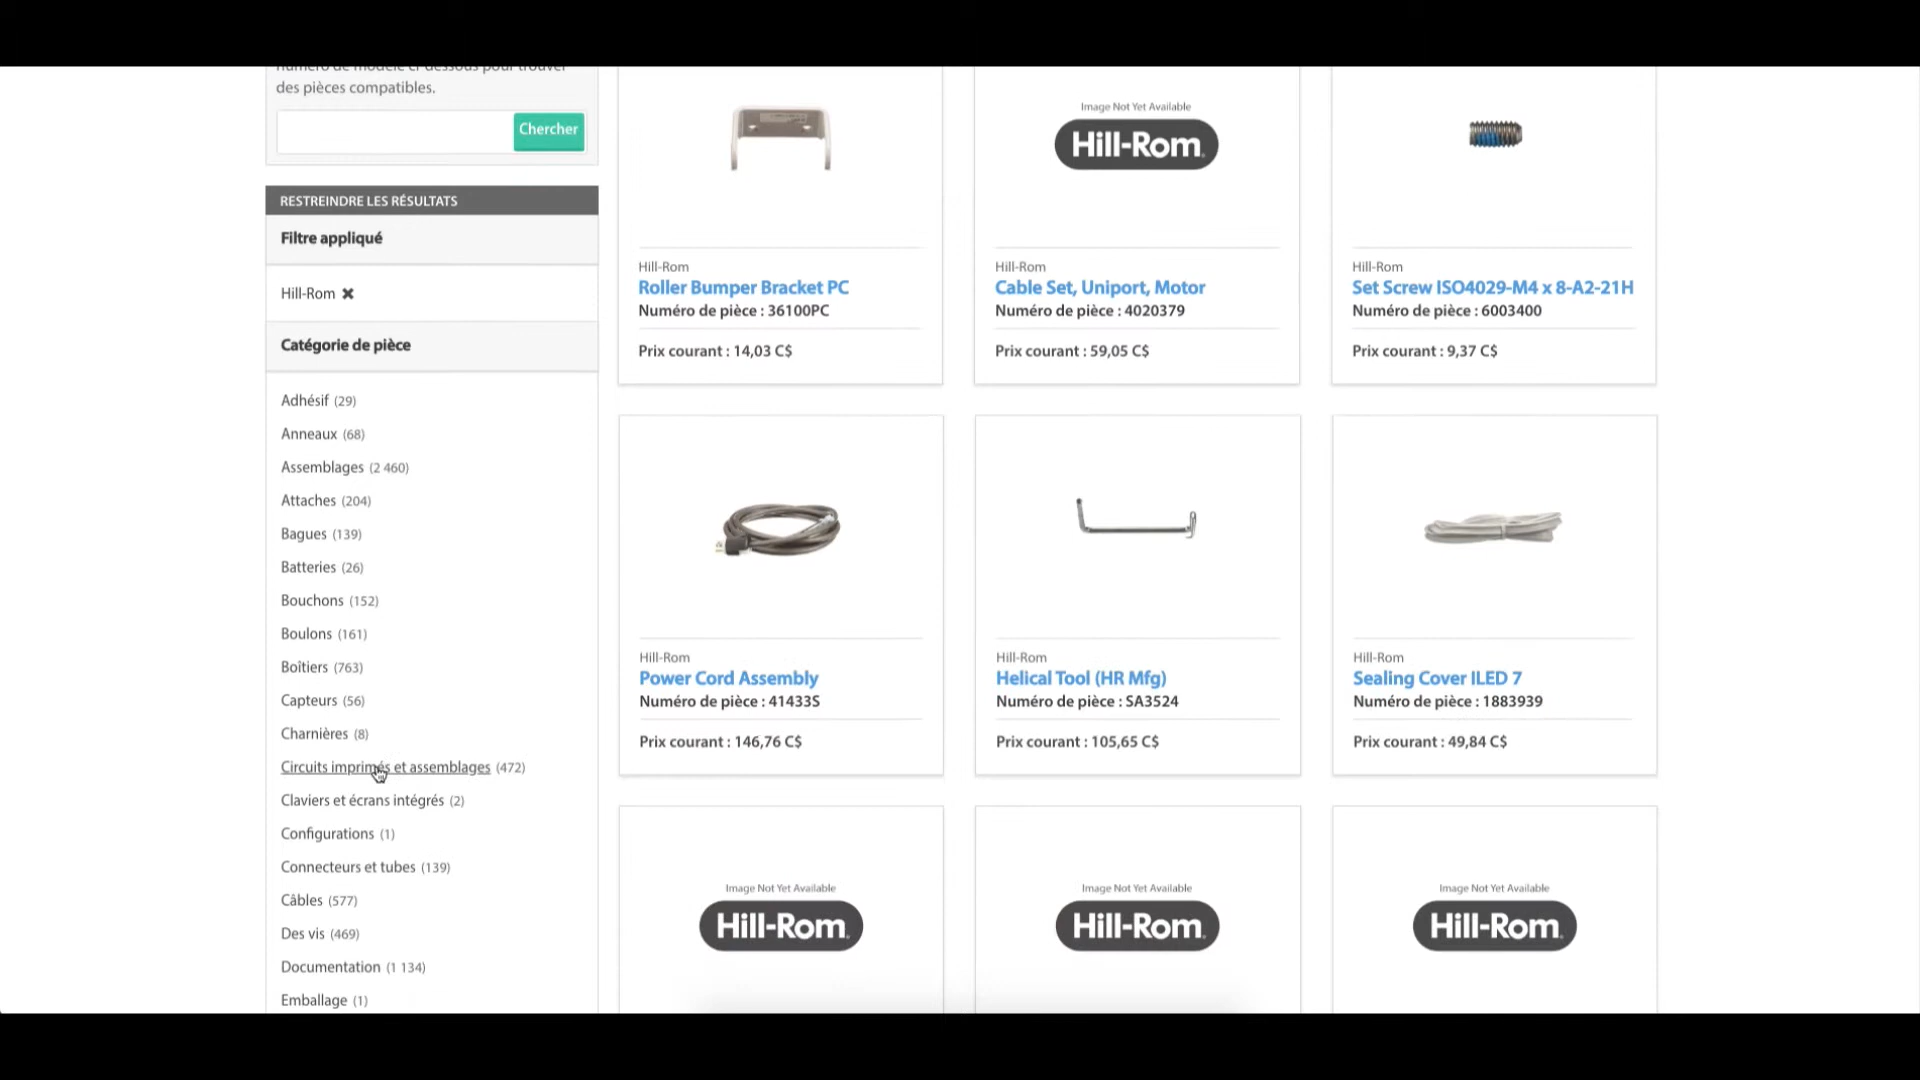 numéro de modèle ci-dessous pour trouver
des pièces compatibles.
Chercher
RESTREINDRE LES RÉSULTATS
Filtre appliqué
Hill-Rom ✖
Catégorie de pièce
Adhésif (29)
Anneaux (68)
Assemblages (2 460)
Attaches (204)
Bagues (139)
Batteries (26)
Bouchons (152)
Boulons (161)
Boîtiers (763)
Capteurs (56)
Charnières (8)
Circuits imprimés et assemblages (472)
Claviers et écrans intégrés (2)
Configurations (1)
Connecteurs et tubes (139)
Câbles (577)
Des vis (469)
Documentation (1 134)
Emballage (1)
Hill-Rom
Roller Bumper Bracket PC
Numéro de pièce : 36100PC
Prix courant : 14,03 C$
Image Not Yet Available
Hill-Rom
Hill-Rom
Cable Set, Uniport, Motor
Numéro de pièce : 4020379
Prix courant : 59,05 C$
Hill-Rom
Set Screw ISO4029-M4 x 8-A2-21H
Numéro de pièce : 6003400
Prix courant : 9,37 C$
Hill-Rom
Power Cord Assembly
Numéro de pièce : 41433S
Prix courant : 146,76 C$
Hill-Rom
Helical Tool (HR Mfg)
Numéro de pièce : SA3524
Prix courant : 105,65 C$
Hill-Rom
Sealing Cover ILED 7
Numéro de pièce : 1883939
Prix courant : 49,84 C$
Image Not Yet Available
Hill-Rom
Image Not Yet Available
Hill-Rom
Image Not Yet Available
Hill-Rom